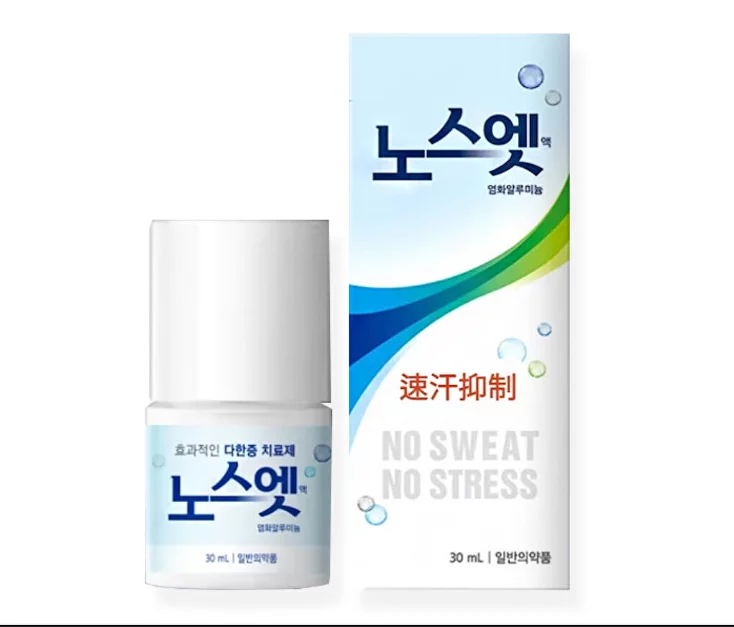 노스엣액
염화알루미늄
速汗抑制
NO SWEAT
NO STRESS
30 mL | 일반의약품
효과적인 다한증 치료제
노스엣액
염화알루미늄
30 mL | 일반의약품